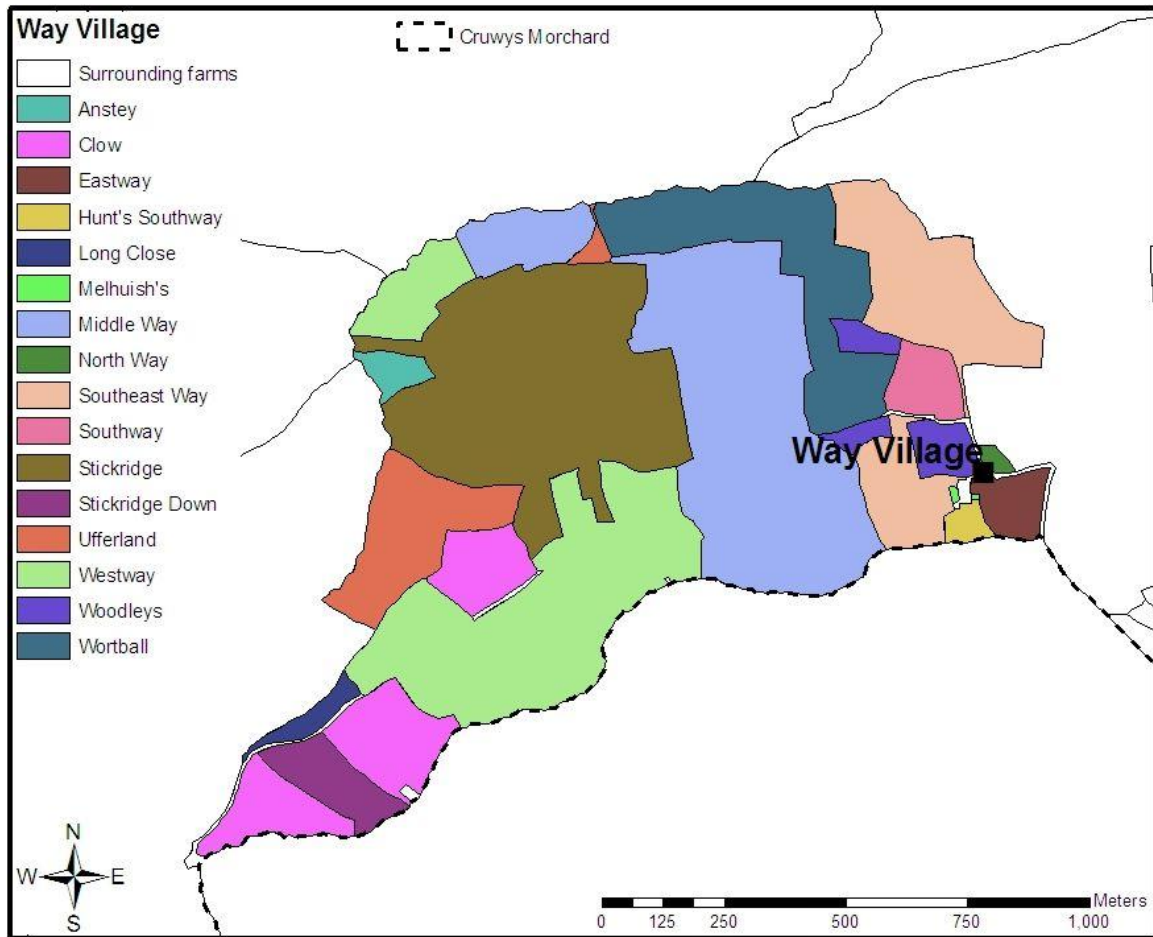 Way Village
Cruwys Morchard
Surrounding farms
Anstey
Clow
Eastway
Hunt's Southway
Long Close
Melhuish's
Middle Way
North Way
Southeast Way
Southway
Stickridge
Stickridge Down
Ufferland
Westway
Woodleys
Wortball
Way Village
N
W E
S
Meters
0 125 250 500 750 1,000